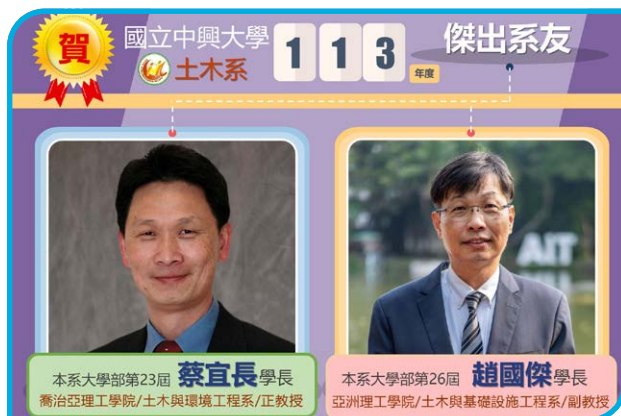 賀
國立中興大學
土木系
113
年度
傑出系友
AIT
本系大學部第23屆 蔡宜長學長
喬治亞理工學院/土木與環境工程系/正教授
本系大學部第26屆 趙國傑學長
亞洲理工學院/土木與基礎設施工程系/副教授